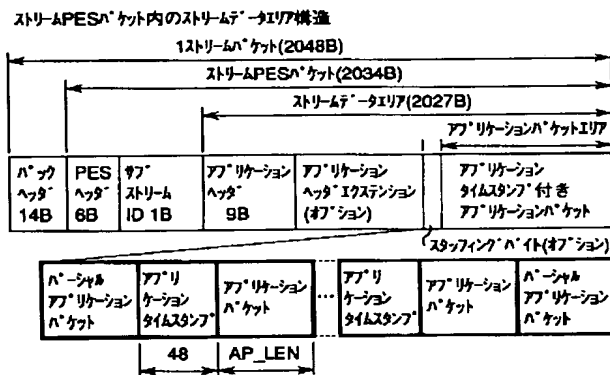 ストリームPESパケット内のストリームデータエリア構造
1ストリームパケット(2048B)
ストリームPESパケット(2034B)
ストリームデータエリア(2027B)
アプリケーションパケットエリア
パック
ヘッダ
14B
PES
ヘッダ
6B
サブ
ストリーム
ID 1B
アプリケーション
ヘッダ
9B
アプリケーション
ヘッダエクステンション
(オプション)
アプリケーション
タイムスタンプ付き
アプリケーションパケット
スタッフィングバイト(オプション)
パーシャル
アプリケーション
パケット
アプリ
ケーション
タイムスタンプ
アプリケーション
パケット
アプリ
ケーション
タイムスタンプ
アプリケーション
パケット
パーシャル
アプリケーション
パケット
48
AP_LEN